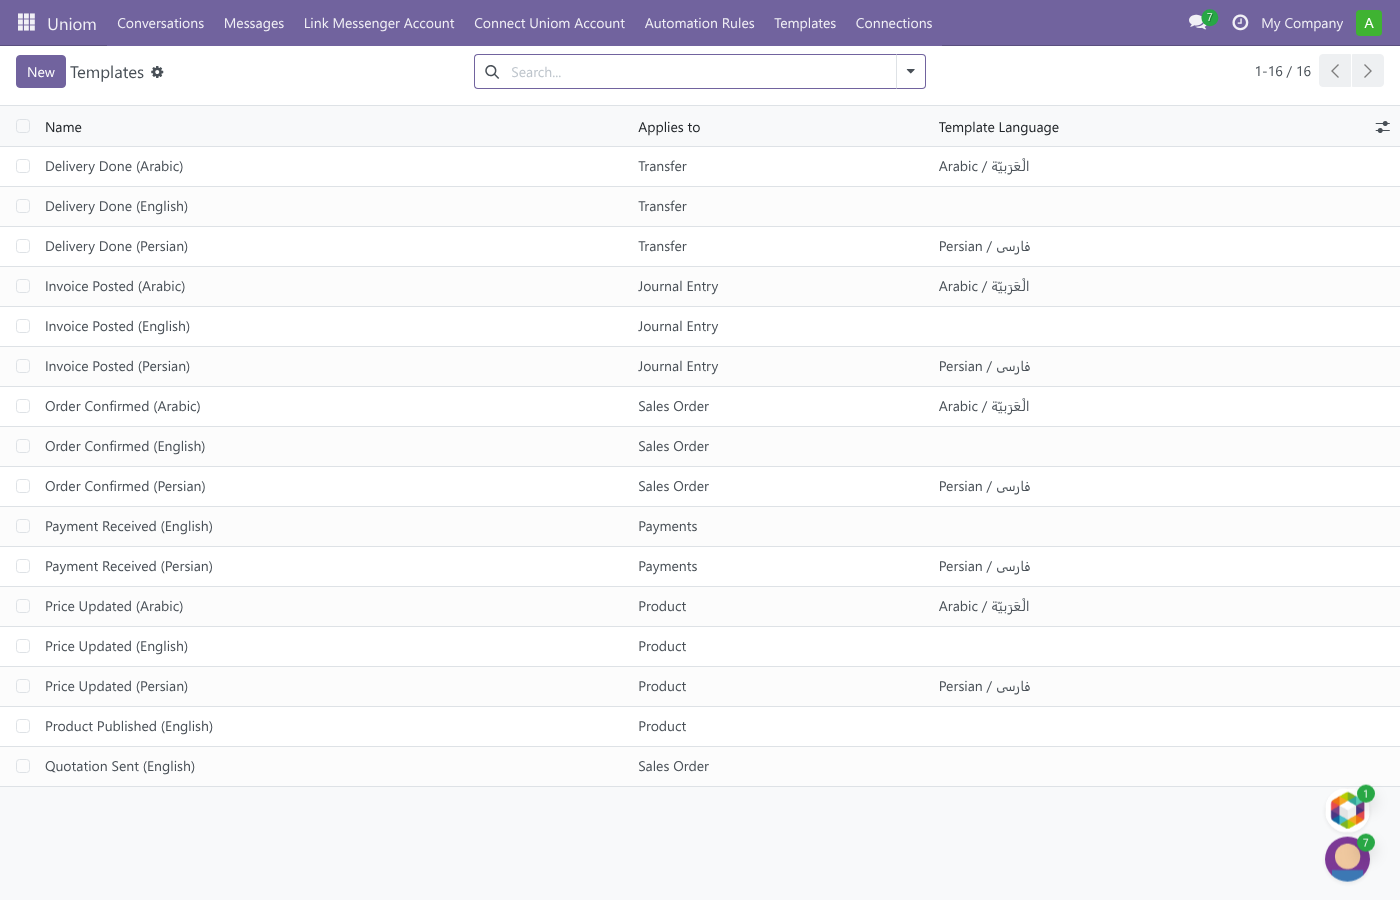 Uniom Conversations Messages Link Messenger Account Connect Uniom Account Automation Rules Templates Connections 7 My Company A
New Templates Search... 1-16 / 16
Name Applies to Template Language
Delivery Done (Arabic) Transfer Arabic / الْعَرَبيّة
Delivery Done (English) Transfer
Delivery Done (Persian) Transfer Persian / فارسی
Invoice Posted (Arabic) Journal Entry Arabic / الْعَرَبيّة
Invoice Posted (English) Journal Entry
Invoice Posted (Persian) Journal Entry Persian / فارسی
Order Confirmed (Arabic) Sales Order Arabic / الْعَرَبيّة
Order Confirmed (English) Sales Order
Order Confirmed (Persian) Sales Order Persian / فارسی
Payment Received (English) Payments
Payment Received (Persian) Payments Persian / فارسی
Price Updated (Arabic) Product Arabic / الْعَرَبيّة
Price Updated (English) Product
Price Updated (Persian) Product Persian / فارسی
Product Published (English) Product
Quotation Sent (English) Sales Order
1
7